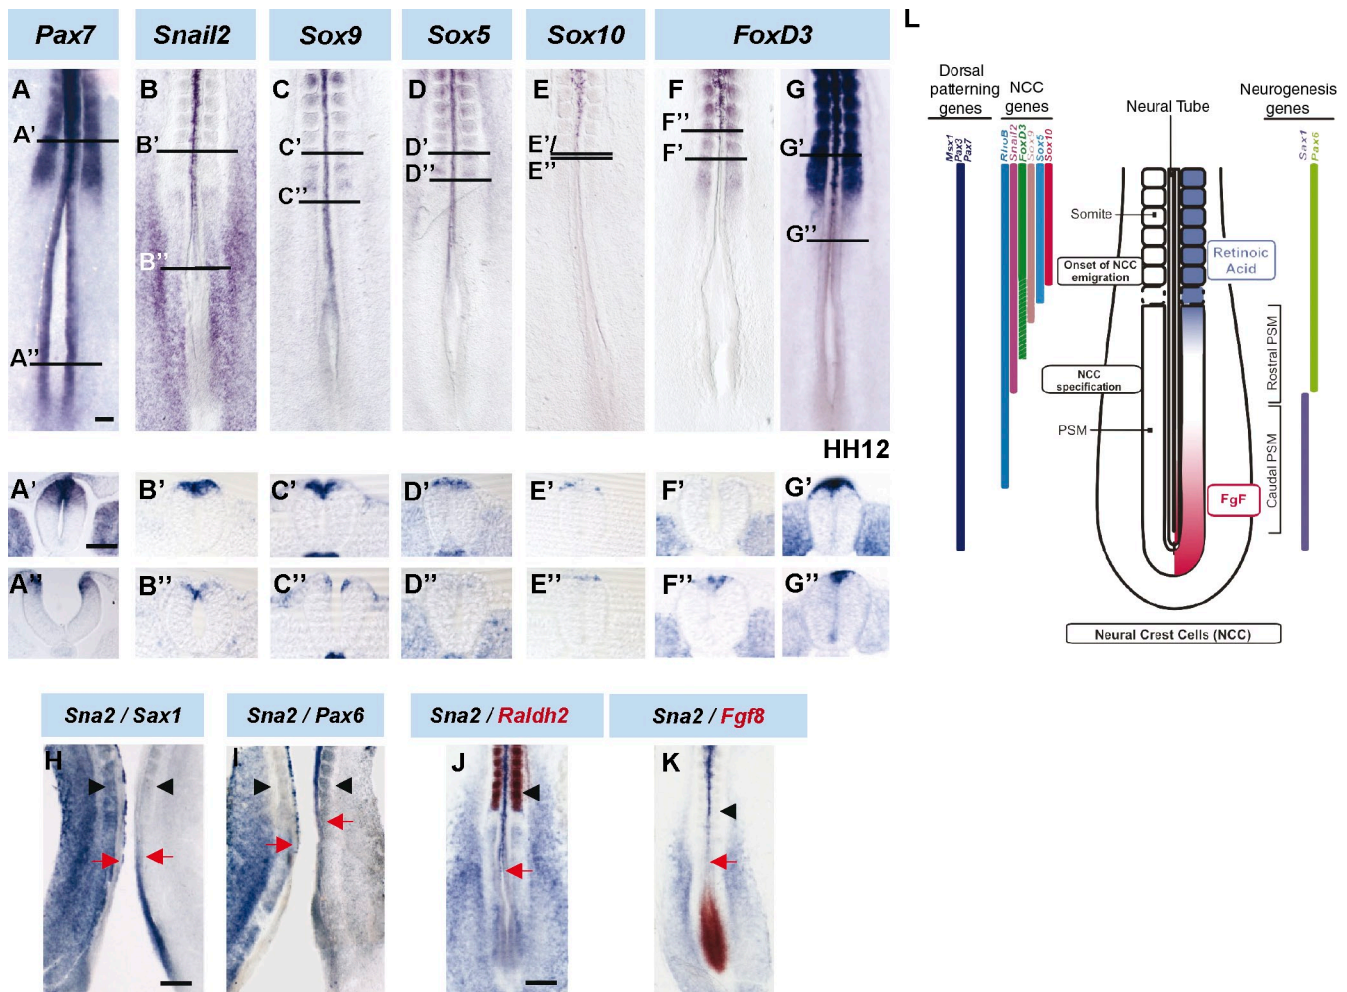 Pax7
Snail2
Sox9
Sox5
Sox10
FoxD3
A
B
C
D
E
F
G
A'
B'
C'
D'
E'/
F''
G'
C''
D''
E''
F'
A''
B''
G''
HH12
A'
B'
C'
D'
E'
F'
G'
A''
B''
C''
D''
E''
F''
G''
Sna2 / Sax1
Sna2 / Pax6
Sna2 / Raldh2
Sna2 / Fgf8
H
I
J
K
L
Dorsal
patterning
genes
NCC
genes
Neural Tube
Neurogenesis
genes
Msx1
Pax3
Pax7
RhoB
Snail2
FoxD3
Sox9
Sox5
Sox10
Sax1
Pax6
Somite
Onset of NCC
emigration
Retinoic
Acid
Rostral PSM
NCC
specification
PSM
Caudal PSM
FgF
Neural Crest Cells (NCC)